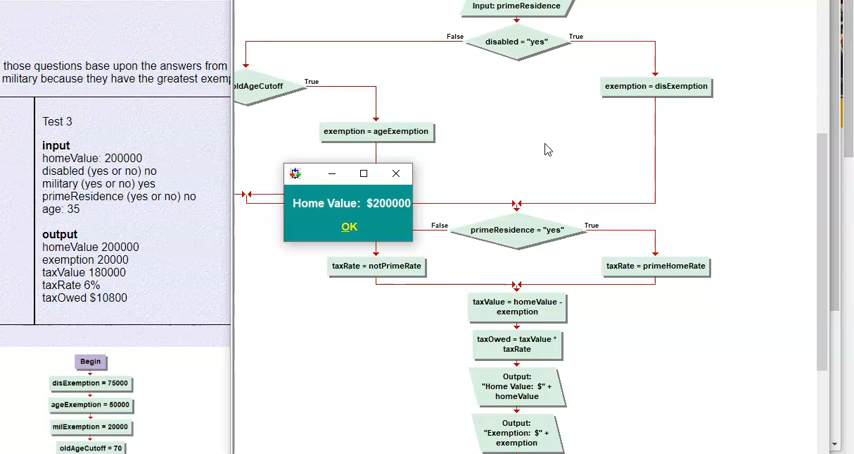 those questions base upon the answers from
military because they have the greatest exemp
Test 3
input
homeValue: 200000
disabled (yes or no) no
military (yes or no) yes
primeResidence (yes or no) no
age: 35
output
homeValue 200000
exemption 20000
taxValue 180000
taxRate 6%
taxOwed $10800
Begin
disExemption = 75000
ageExemption = 50000
milExemption = 20000
oldAgeCutoff = 70
Input: primeResidence
False
disabled = "yes"
True
oldAgeCutoff
True
exemption = disExemption
exemption = ageExemption
Home Value: $200000
OK
False
primeResidence = "yes"
True
taxRate = notPrimeRate
taxRate = primeHomeRate
taxValue = homeValue -
exemption
taxOwed = taxValue *
taxRate
Output:
"Home Value: $" +
homeValue
Output:
"Exemption: $" +
exemption